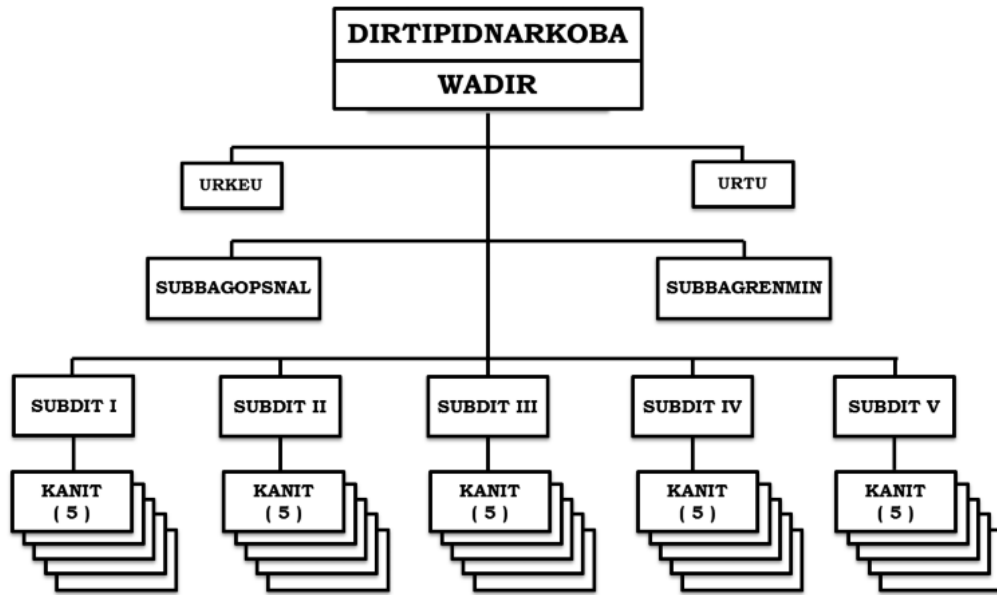 DIRTIPIDNARKOBA
WADIR
URKEU
URTU
SUBBAGOPSNAL
SUBBAGRENMIN
SUBDIT I
SUBDIT II
SUBDIT III
SUBDIT IV
SUBDIT V
KANIT
( 5 )
KANIT
( 5 )
KANIT
( 5 )
KANIT
( 5 )
KANIT
( 5 )